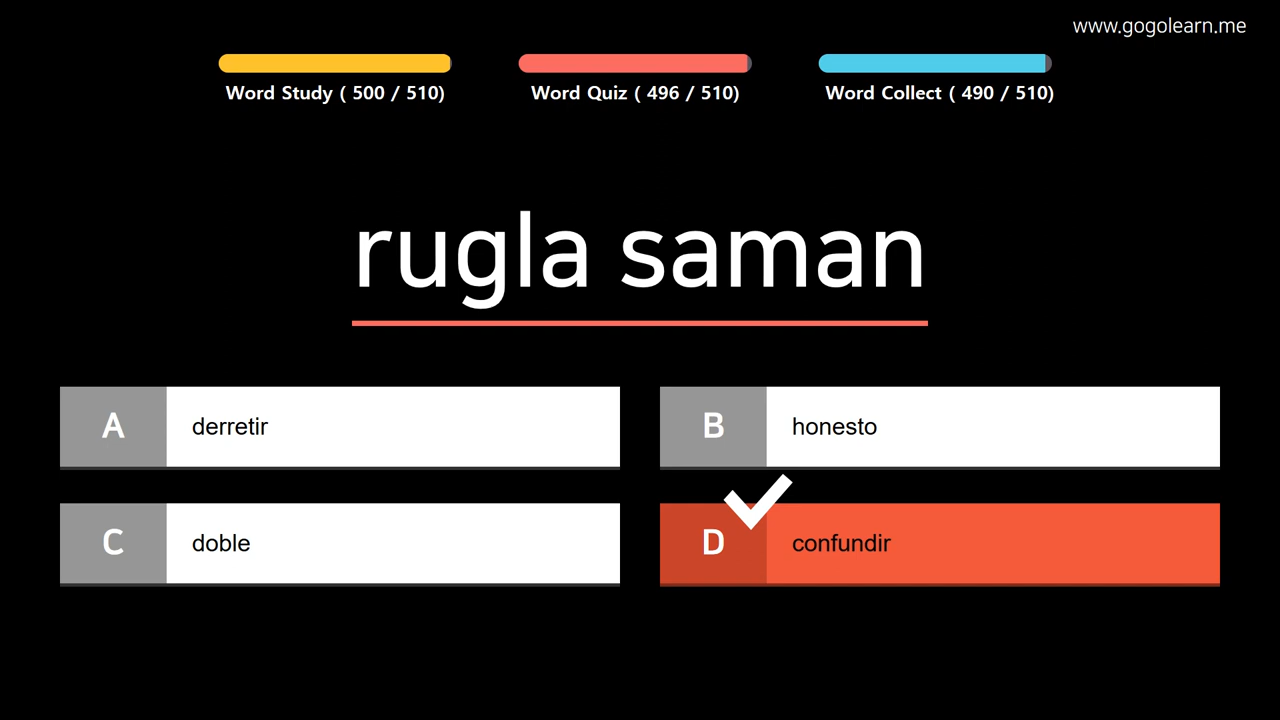 www.gogolearn.me
Word Study ( 500 / 510)
Word Quiz ( 496 / 510)
Word Collect ( 490 / 510)
rugla saman
A derretir
B honesto
C doble
D confundir